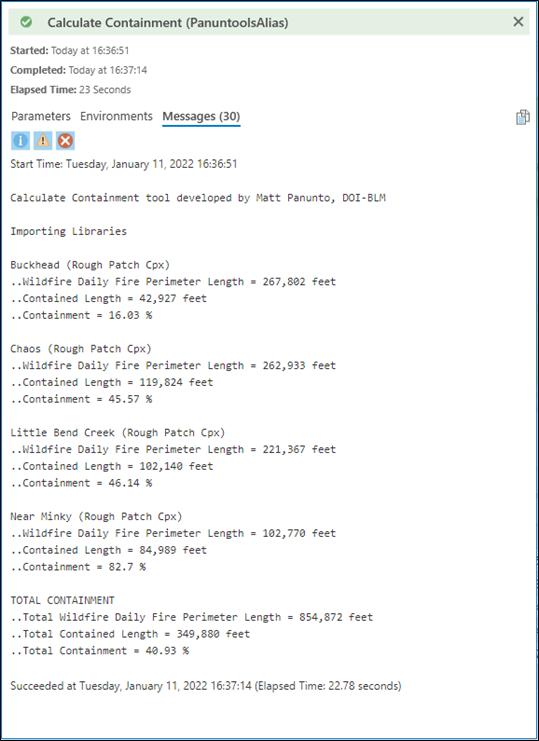 Calculate Containment (PanuntoolsAlias)
Started: Today at 16:36:51
Completed: Today at 16:37:14
Elapsed Time: 23 Seconds
Parameters Environments Messages (30)
Start Time: Tuesday, January 11, 2022 16:36:51
Calculate Containment tool developed by Matt Panunto, DOI-BLM
Importing Libraries
Buckhead (Rough Patch Cpx)
..Wildfire Daily Fire Perimeter Length = 267,802 feet
..Contained Length = 42,927 feet
..Containment = 16.03 %
Chaos (Rough Patch Cpx)
..Wildfire Daily Fire Perimeter Length = 262,933 feet
..Contained Length = 119,824 feet
..Containment = 45.57 %
Little Bend Creek (Rough Patch Cpx)
..Wildfire Daily Fire Perimeter Length = 221,367 feet
..Contained Length = 102,140 feet
..Containment = 46.14 %
Near Minky (Rough Patch Cpx)
..Wildfire Daily Fire Perimeter Length = 102,770 feet
..Contained Length = 84,989 feet
..Containment = 82.7 %
TOTAL CONTAINMENT
..Total Wildfire Daily Fire Perimeter Length = 854,872 feet
..Total Contained Length = 349,880 feet
..Total Containment = 40.93 %
Succeeded at Tuesday, January 11, 2022 16:37:14 (Elapsed Time: 22.78 seconds)